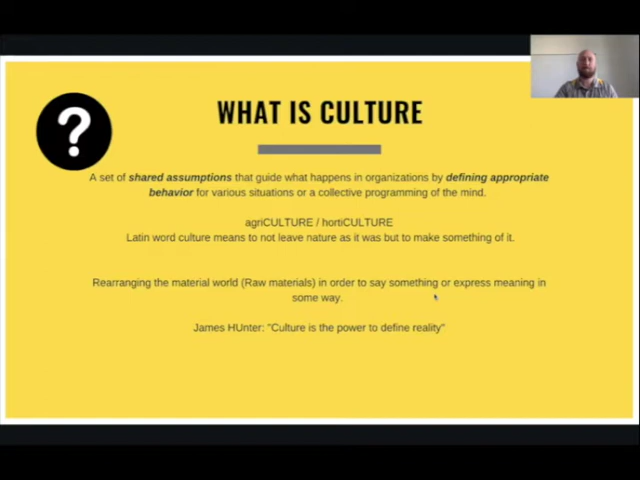 ?
WHAT IS CULTURE
A set of shared assumptions that guide what happens in organizations by defining appropriate
behavior for various situations or a collective programming of the mind.
agriCULTURE / hortiCULTURE
Latin word culture means to not leave nature as it was but to make something of it.
Rearranging the material world (Raw materials) in order to say something or express meaning in
some way.
James HUnter: "Culture is the power to define reality"